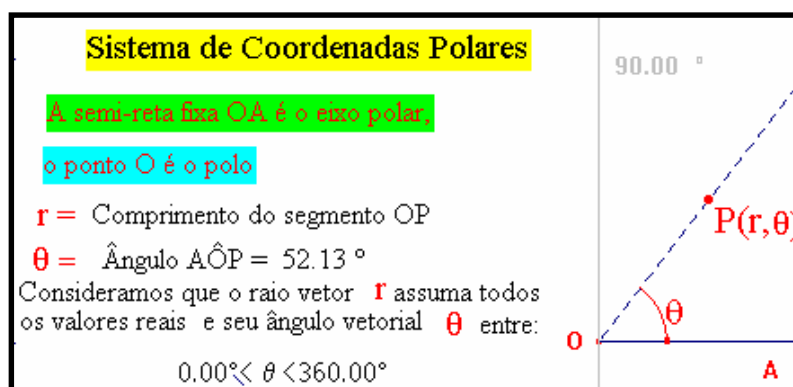 Sistema de Coordenadas Polares
90.00 °
A semi-reta fixa OA é o eixo polar,
o ponto O é o polo
r = Comprimento do segmento OP
P(r,θ)
θ = Ângulo AÔP = 52.13 °
Consideramos que o raio vetor r assuma todos
os valores reais e seu ângulo vetorial θ entre:
θ
O
A
0.00°< θ <360.00°